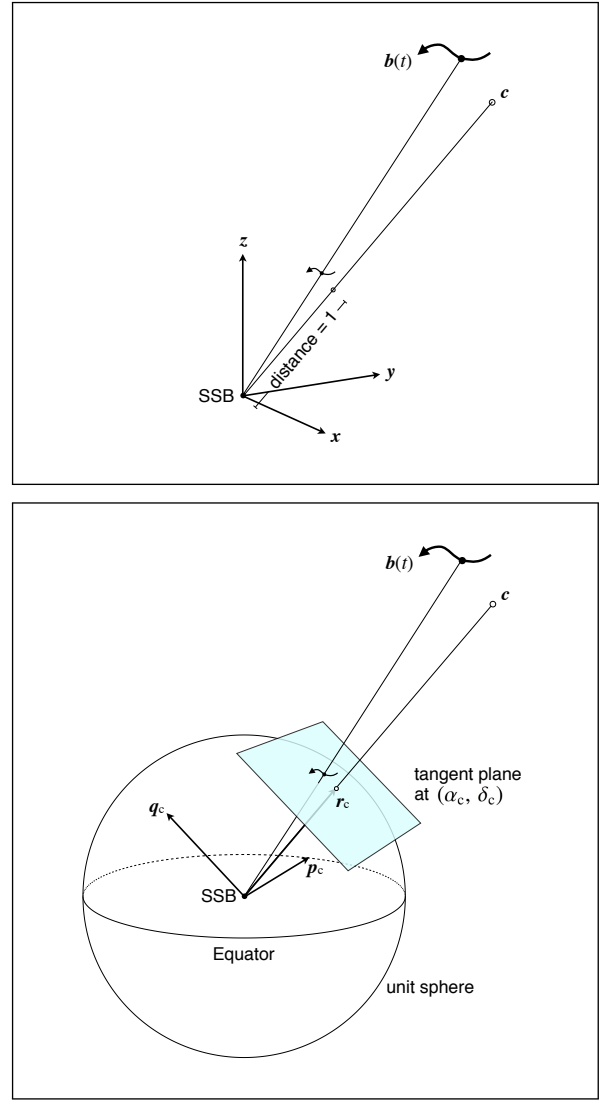 b(t)
c
z
distance = 1
y
SSB
x
b(t)
c
tangent plane
at (αc, δc)
rc
qc
pc
SSB
Equator
unit sphere